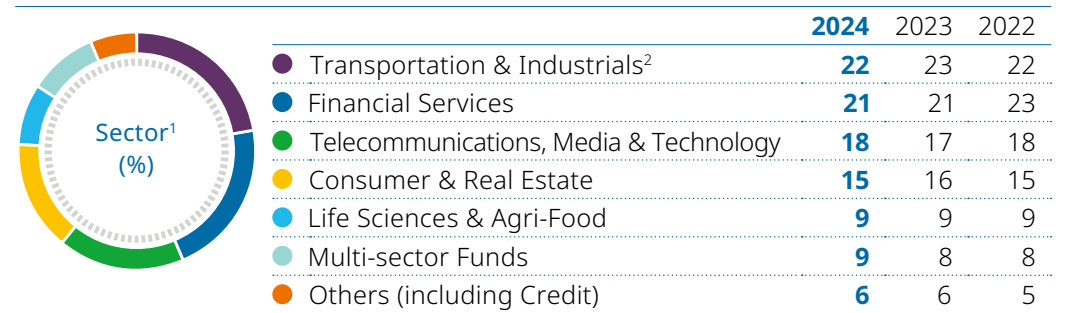 Sector1
(%)
2024 2023 2022
Transportation & Industrials2 22 23 22
Financial Services 21 21 23
Telecommunications, Media & Technology 18 17 18
Consumer & Real Estate 15 16 15
Life Sciences & Agri-Food 9 9 9
Multi-sector Funds 9 8 8
Others (including Credit) 6 6 5